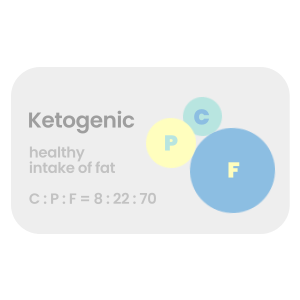 Ketogenic
healthy
intake of fat
C : P : F = 8 : 22 : 70
C
P
F